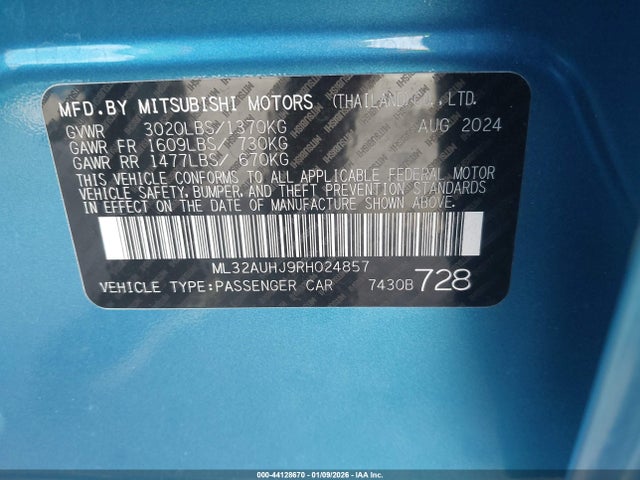 MFD.BY MITSUBISHI MOTORS (THAILAND) CO., LTD.
GVWR 3020LBS/1370KG AUG 2024
GAWR FR 1609LBS/ 730KG
GAWR RR 1477LBS/ 670KG
THIS VEHICLE CONFORMS TO ALL APPLICABLE FEDERAL MOTOR
VEHICLE SAFETY, BUMPER, AND THEFT PREVENTION STANDARDS
IN EFFECT ON THE DATE OF MANUFACTURE SHOWN ABOVE.
ML32AUHJ9RH024857
VEHICLE TYPE:PASSENGER CAR 7430B 728
000-44128670 - 01/09/2026 - IAAI.COM